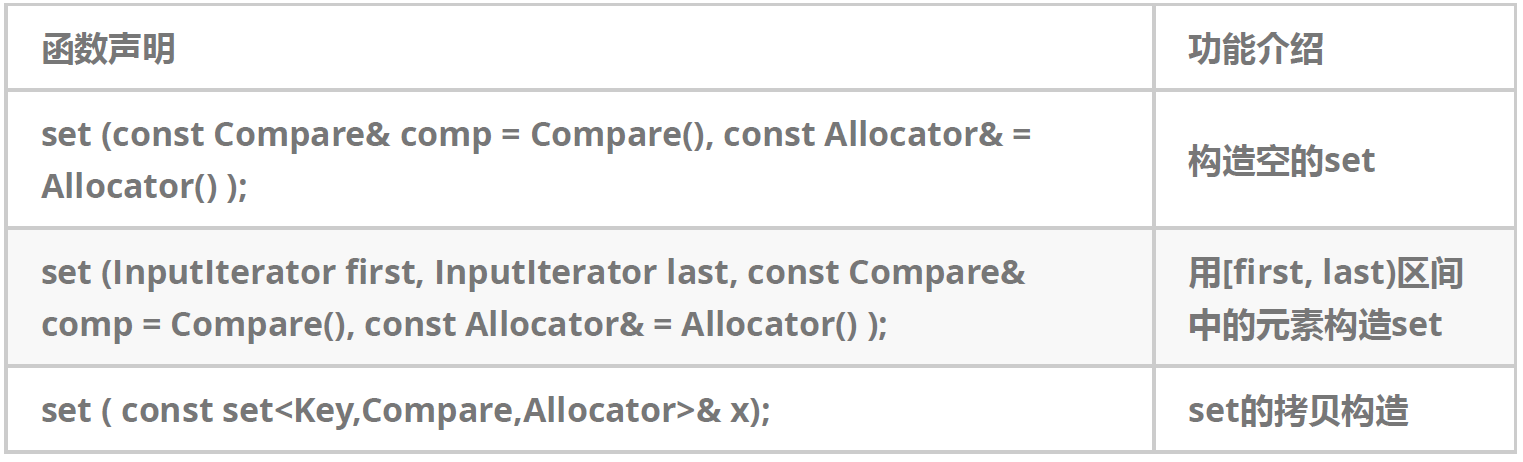 函数声明
功能介绍
set (const Compare& comp = Compare(), const Allocator& =
Allocator() );
构造空的set
set (InputIterator first, InputIterator last, const Compare&
comp = Compare(), const Allocator& = Allocator() );
用[first, last)区间
中的元素构造set
set ( const set<Key,Compare,Allocator>& x);
set的拷贝构造